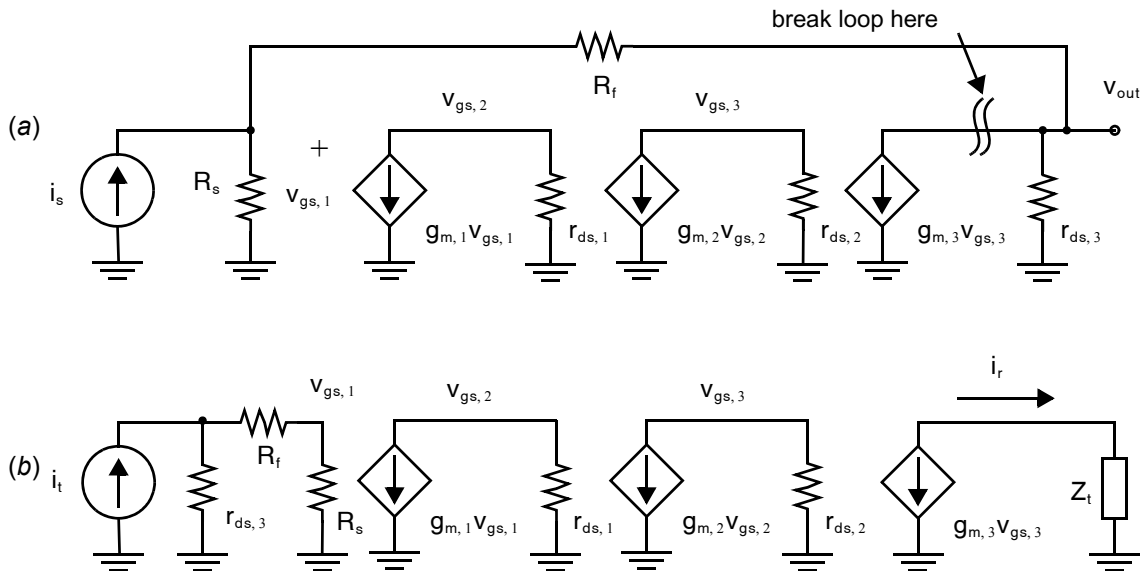 break loop here
R_f
v_out
(a)
v_gs, 2
v_gs, 3
+
i_s
R_s
v_gs, 1
g_m, 1 v_gs, 1
r_ds, 1
g_m, 2 v_gs, 2
r_ds, 2
g_m, 3 v_gs, 3
r_ds, 3
i_r
v_gs, 1
v_gs, 2
v_gs, 3
(b)
i_t
R_f
r_ds, 3
R_s
g_m, 1 v_gs, 1
r_ds, 1
g_m, 2 v_gs, 2
r_ds, 2
g_m, 3 v_gs, 3
Z_t